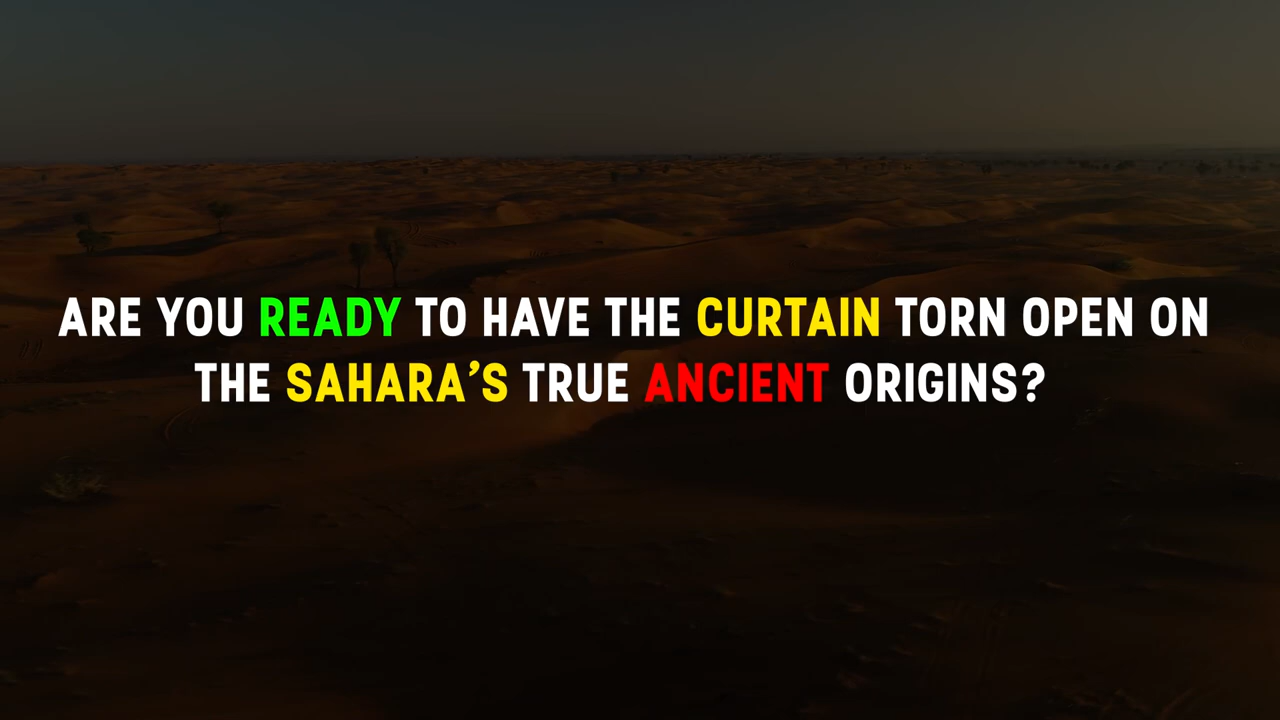 ARE YOU READY TO HAVE THE CURTAIN TORN OPEN ON
THE SAHARA’S TRUE ANCIENT ORIGINS?